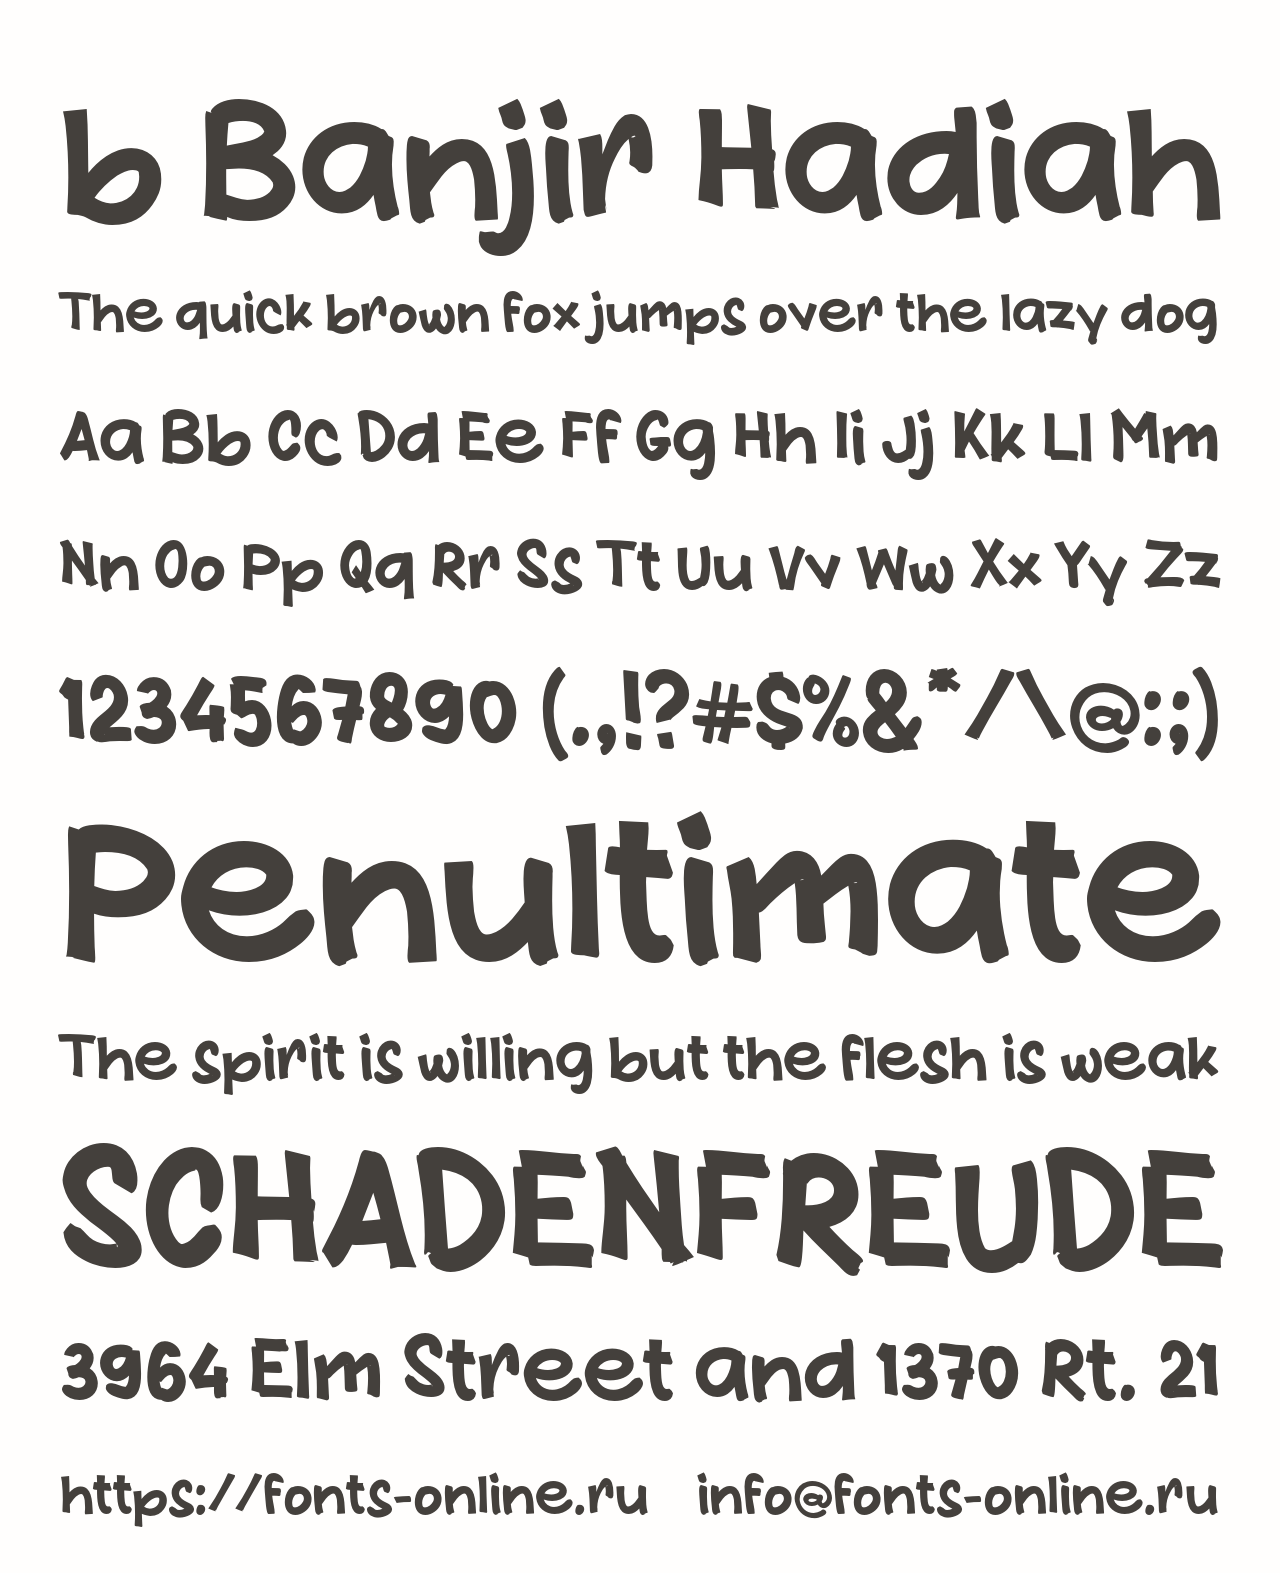 b Banjir Hadiah
The quick brown fox jumps over the lazy dog
Aa Bb Cc Dd Ee Ff Gg Hh Ii Jj Kk Ll Mm
Nn Oo Pp Qq Rr Ss Tt Uu Vv Ww Xx Yy Zz
1234567890 (.,!?#$%&*/\@:;)
Penultimate
The spirit is willing but the flesh is weak
SCHADENFREUDE
3964 Elm Street and 1370 Rt. 21
https://fonts-online.ru info@fonts-online.ru